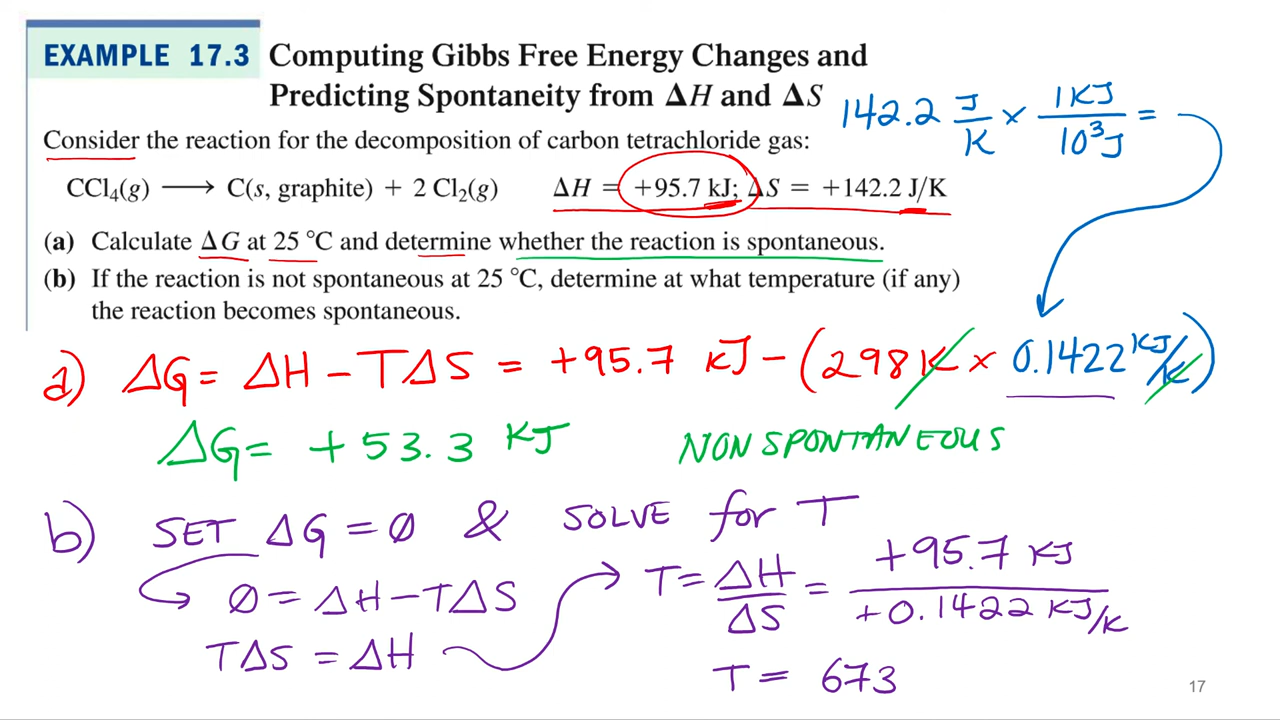 EXAMPLE 17.3 Computing Gibbs Free Energy Changes and
Predicting Spontaneity from ΔH and ΔS
142.2 J/K × 1KJ/10³J =
Consider the reaction for the decomposition of carbon tetrachloride gas:
CCl₄(g) ⟶ C(s, graphite) + 2 Cl₂(g) ΔH = +95.7 kJ; ΔS = +142.2 J/K
(a) Calculate ΔG at 25 °C and determine whether the reaction is spontaneous.
(b) If the reaction is not spontaneous at 25 °C, determine at what temperature (if any)
the reaction becomes spontaneous.
a) ΔG = ΔH − TΔS = +95.7 KJ − (298K × 0.1422 KJ/K)
ΔG = +53.3 KJ NONSPONTANEOUS
b) SET ΔG = Ø & SOLVE for T
Ø = ΔH − TΔS
TΔS = ΔH
T = ΔH/ΔS = +95.7 KJ / +0.1422 KJ/K
T = 673
17